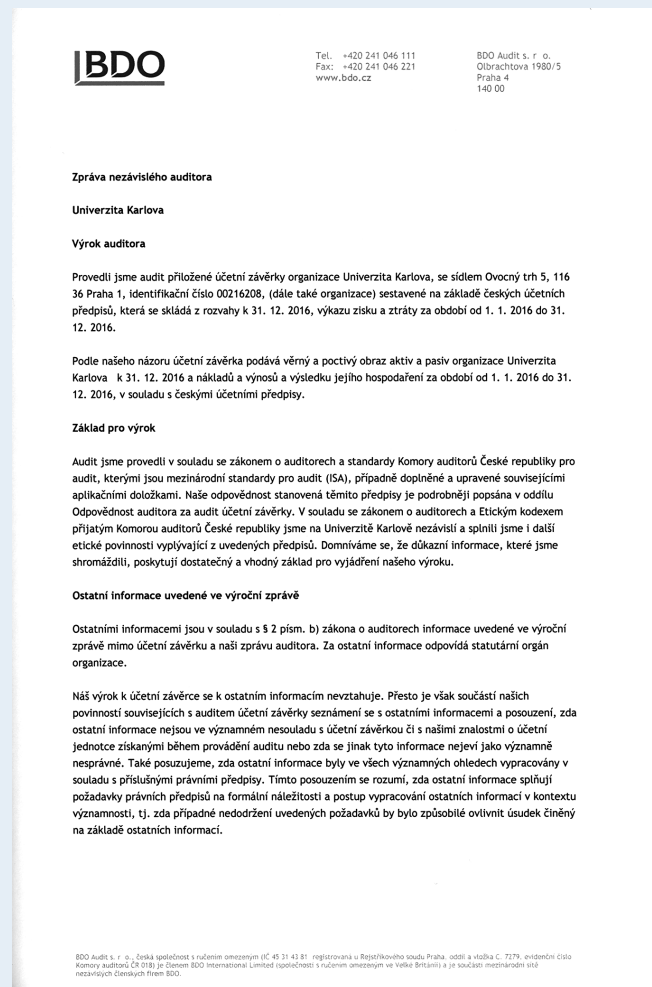 BDO
Tel. +420 241 046 111
Fax: +420 241 046 221
www.bdo.cz
BDO Audit s. r. o.
Olbrachtova 1980/5
Praha 4
140 00
Zpráva nezávislého auditora
Univerzita Karlova
Výrok auditora
Provedli jsme audit přiložené účetní závěrky organizace Univerzita Karlova, se sídlem Ovocný trh 5, 116
36 Praha 1, identifikační číslo 00216208, (dále také organizace) sestavené na základě českých účetních
předpisů, která se skládá z rozvahy k 31. 12. 2016, výkazu zisku a ztráty za období od 1. 1. 2016 do 31.
12. 2016.
Podle našeho názoru účetní závěrka podává věrný a poctivý obraz aktiv a pasiv organizace Univerzita
Karlova k 31. 12. 2016 a nákladů a výnosů a výsledku jejího hospodaření za období od 1. 1. 2016 do 31.
12. 2016, v souladu s českými účetními předpisy.
Základ pro výrok
Audit jsme provedli v souladu se zákonem o auditorech a standardy Komory auditorů České republiky pro
audit, kterými jsou mezinárodní standardy pro audit (ISA), případně doplněné a upravené souvisejícími
aplikačními doložkami. Naše odpovědnost stanovená těmito předpisy je podrobněji popsána v oddílu
Odpovědnost auditora za audit účetní závěrky. V souladu se zákonem o auditorech a Etickým kodexem
přijatým Komorou auditorů České republiky jsme na Univerzitě Karlově nezávislí a splnili jsme i další
etické povinnosti vyplývající z uvedených předpisů. Domníváme se, že důkazní informace, které jsme
shromáždili, poskytují dostatečný a vhodný základ pro vyjádření našeho výroku.
Ostatní informace uvedené ve výroční zprávě
Ostatními informacemi jsou v souladu s § 2 písm. b) zákona o auditorech informace uvedené ve výroční
zprávě mimo účetní závěrku a naši zprávu auditora. Za ostatní informace odpovídá statutární orgán
organizace.
Náš výrok k účetní závěrce se k ostatním informacím nevztahuje. Přesto je však součástí našich
povinností souvisejících s auditem účetní závěrky seznámení se s ostatními informacemi a posouzení, zda
ostatní informace nejsou ve významném nesouladu s účetní závěrkou či s našimi znalostmi o účetní
jednotce získanými během provádění auditu nebo zda se jinak tyto informace nejeví jako významně
nesprávné. Také posuzujeme, zda ostatní informace byly ve všech významných ohledech vypracovány v
souladu s příslušnými právními předpisy. Tímto posouzením se rozumí, zda ostatní informace splňují
požadavky právních předpisů na formální náležitosti a postup vypracování ostatních informací v kontextu
významnosti, tj. zda případné nedodržení uvedených požadavků by bylo způsobilé ovlivnit úsudek činěný
na základě ostatních informací.
BDO Audit s. r. o., česká společnost s ručením omezeným (IČ 45 31 43 81 registrovaná u Rejstříkového soudu Praha, oddíl a vložka C. 7279, evidenční číslo
Komory auditorů ČR 018) je členem BDO International Limited (společnosti s ručením omezeným ve Velké Británii) a je součástí mezinárodní sítě
nezávislých členských firem BDO.